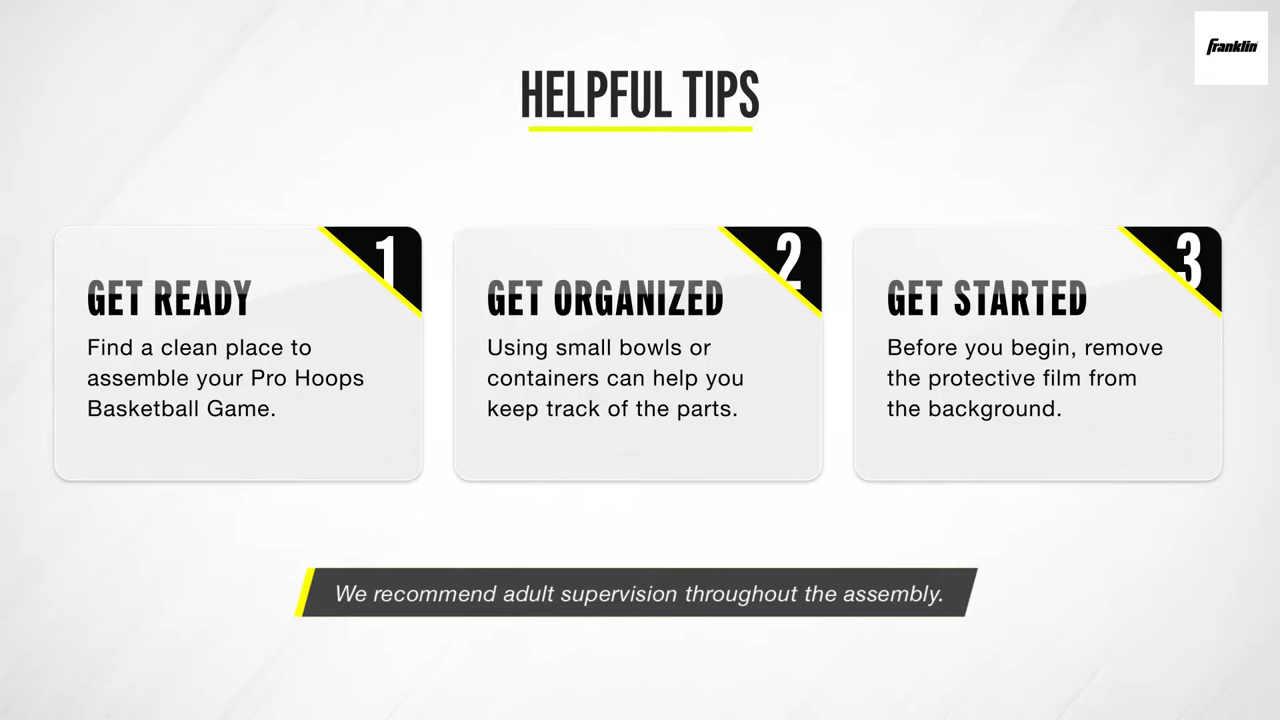 franklin
HELPFUL TIPS
1
GET READY
Find a clean place to
assemble your Pro Hoops
Basketball Game.
2
GET ORGANIZED
Using small bowls or
containers can help you
keep track of the parts.
3
GET STARTED
Before you begin, remove
the protective film from
the background.
We recommend adult supervision throughout the assembly.